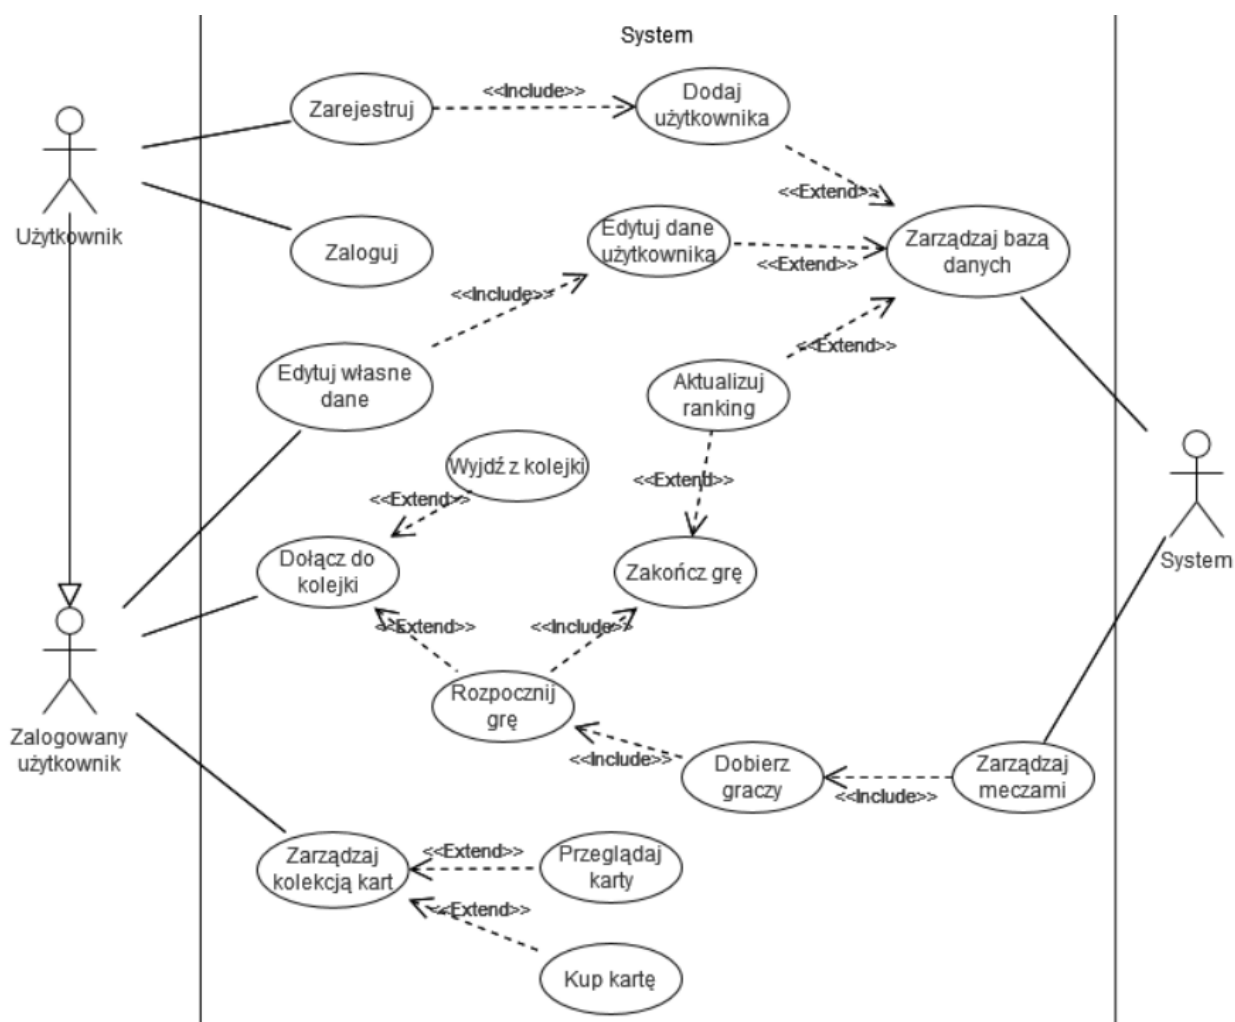 System
Zarejestruj
<<Include>>
Dodaj
użytkownika
<<Extend>>
Użytkownik
Zaloguj
Edytuj dane
użytkownika
<<Extend>>
Zarządzaj bazą
danych
<<Include>>
Edytuj własne
dane
<<Extend>>
Aktualizuj
ranking
Wyjdź z kolejki
<<Extend>>
<<Extend>>
System
Dołącz do
kolejki
Zakończ grę
<<Extend>>
<<Include>>
Rozpocznij
grę
Zalogowany
użytkownik
<<Include>>
Dobierz
graczy
<<Include>>
Zarządzaj
meczami
Zarządzaj
kolekcją kart
<<Extend>>
Przeglądaj
karty
<<Extend>>
Kup kartę